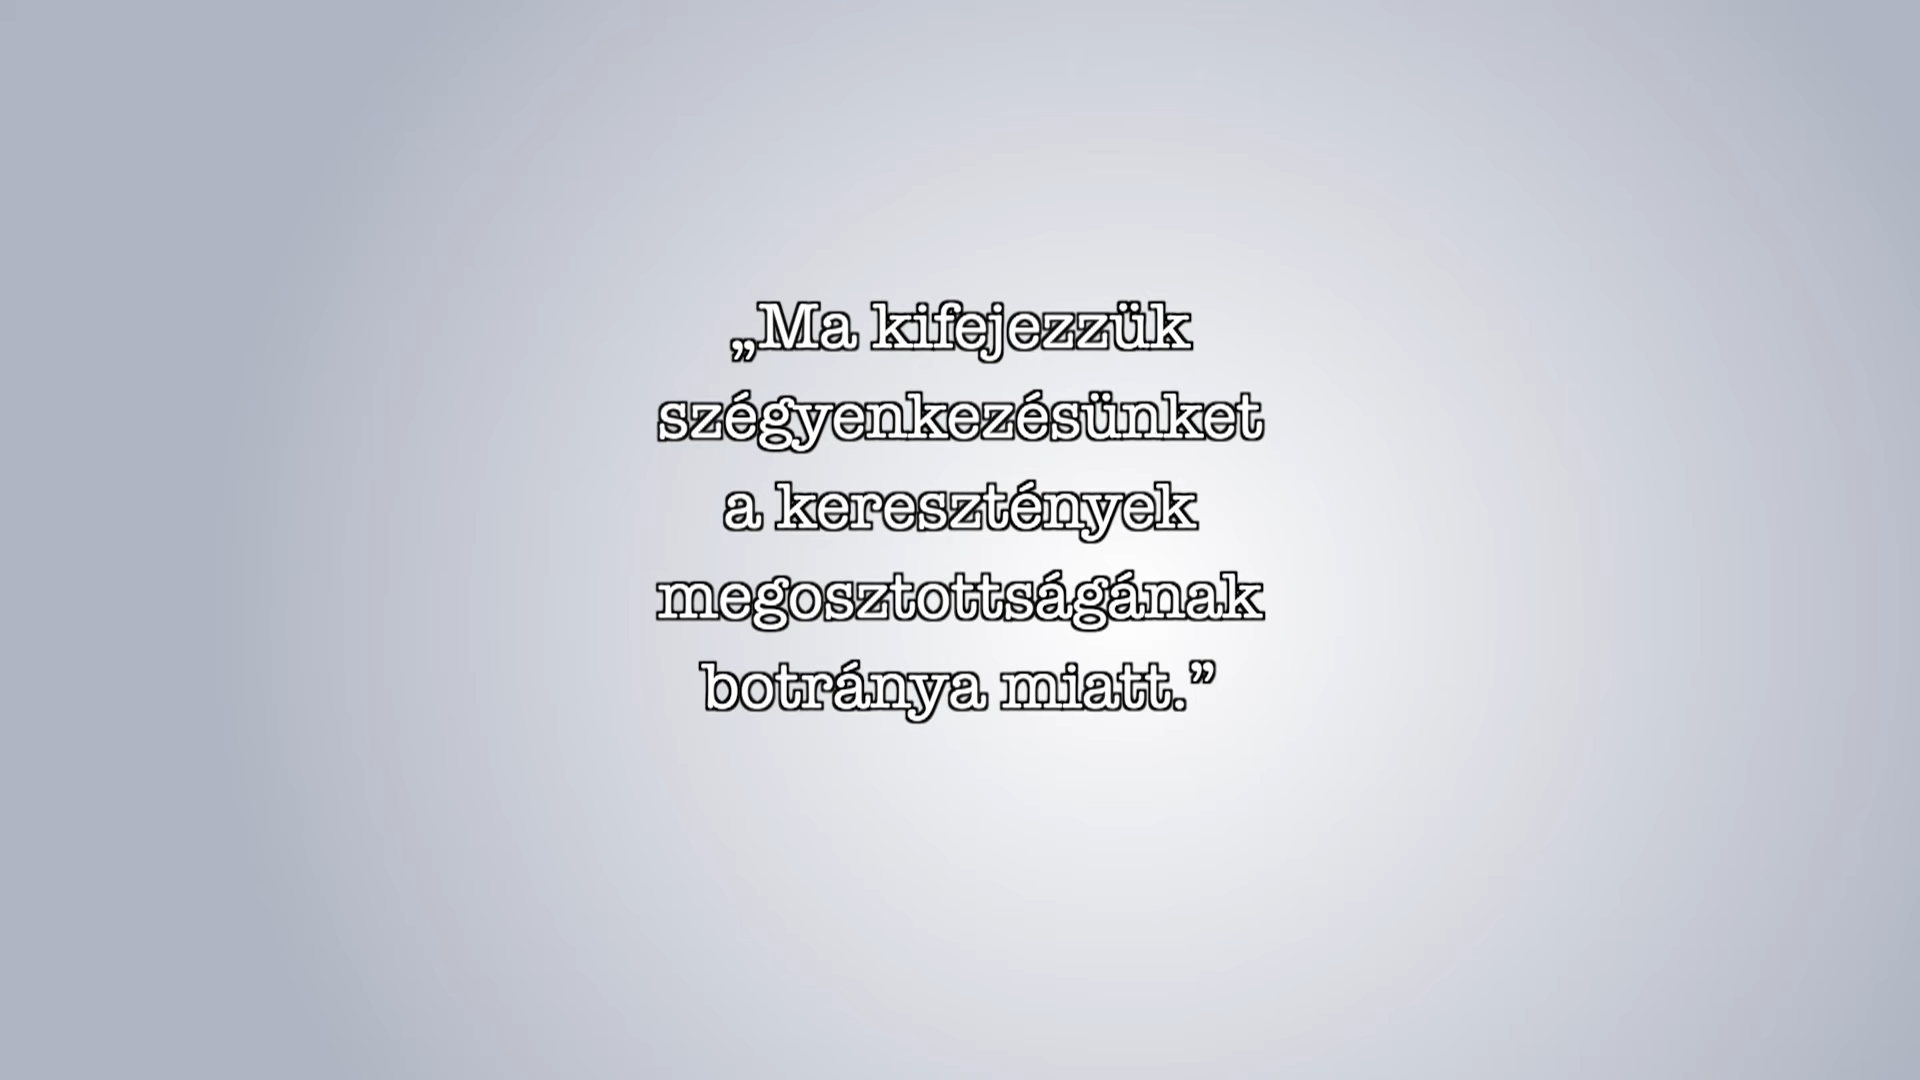 „Ma kifejezzük
szégyenkezésünket
a keresztények
megosztottságának
botránya miatt.”